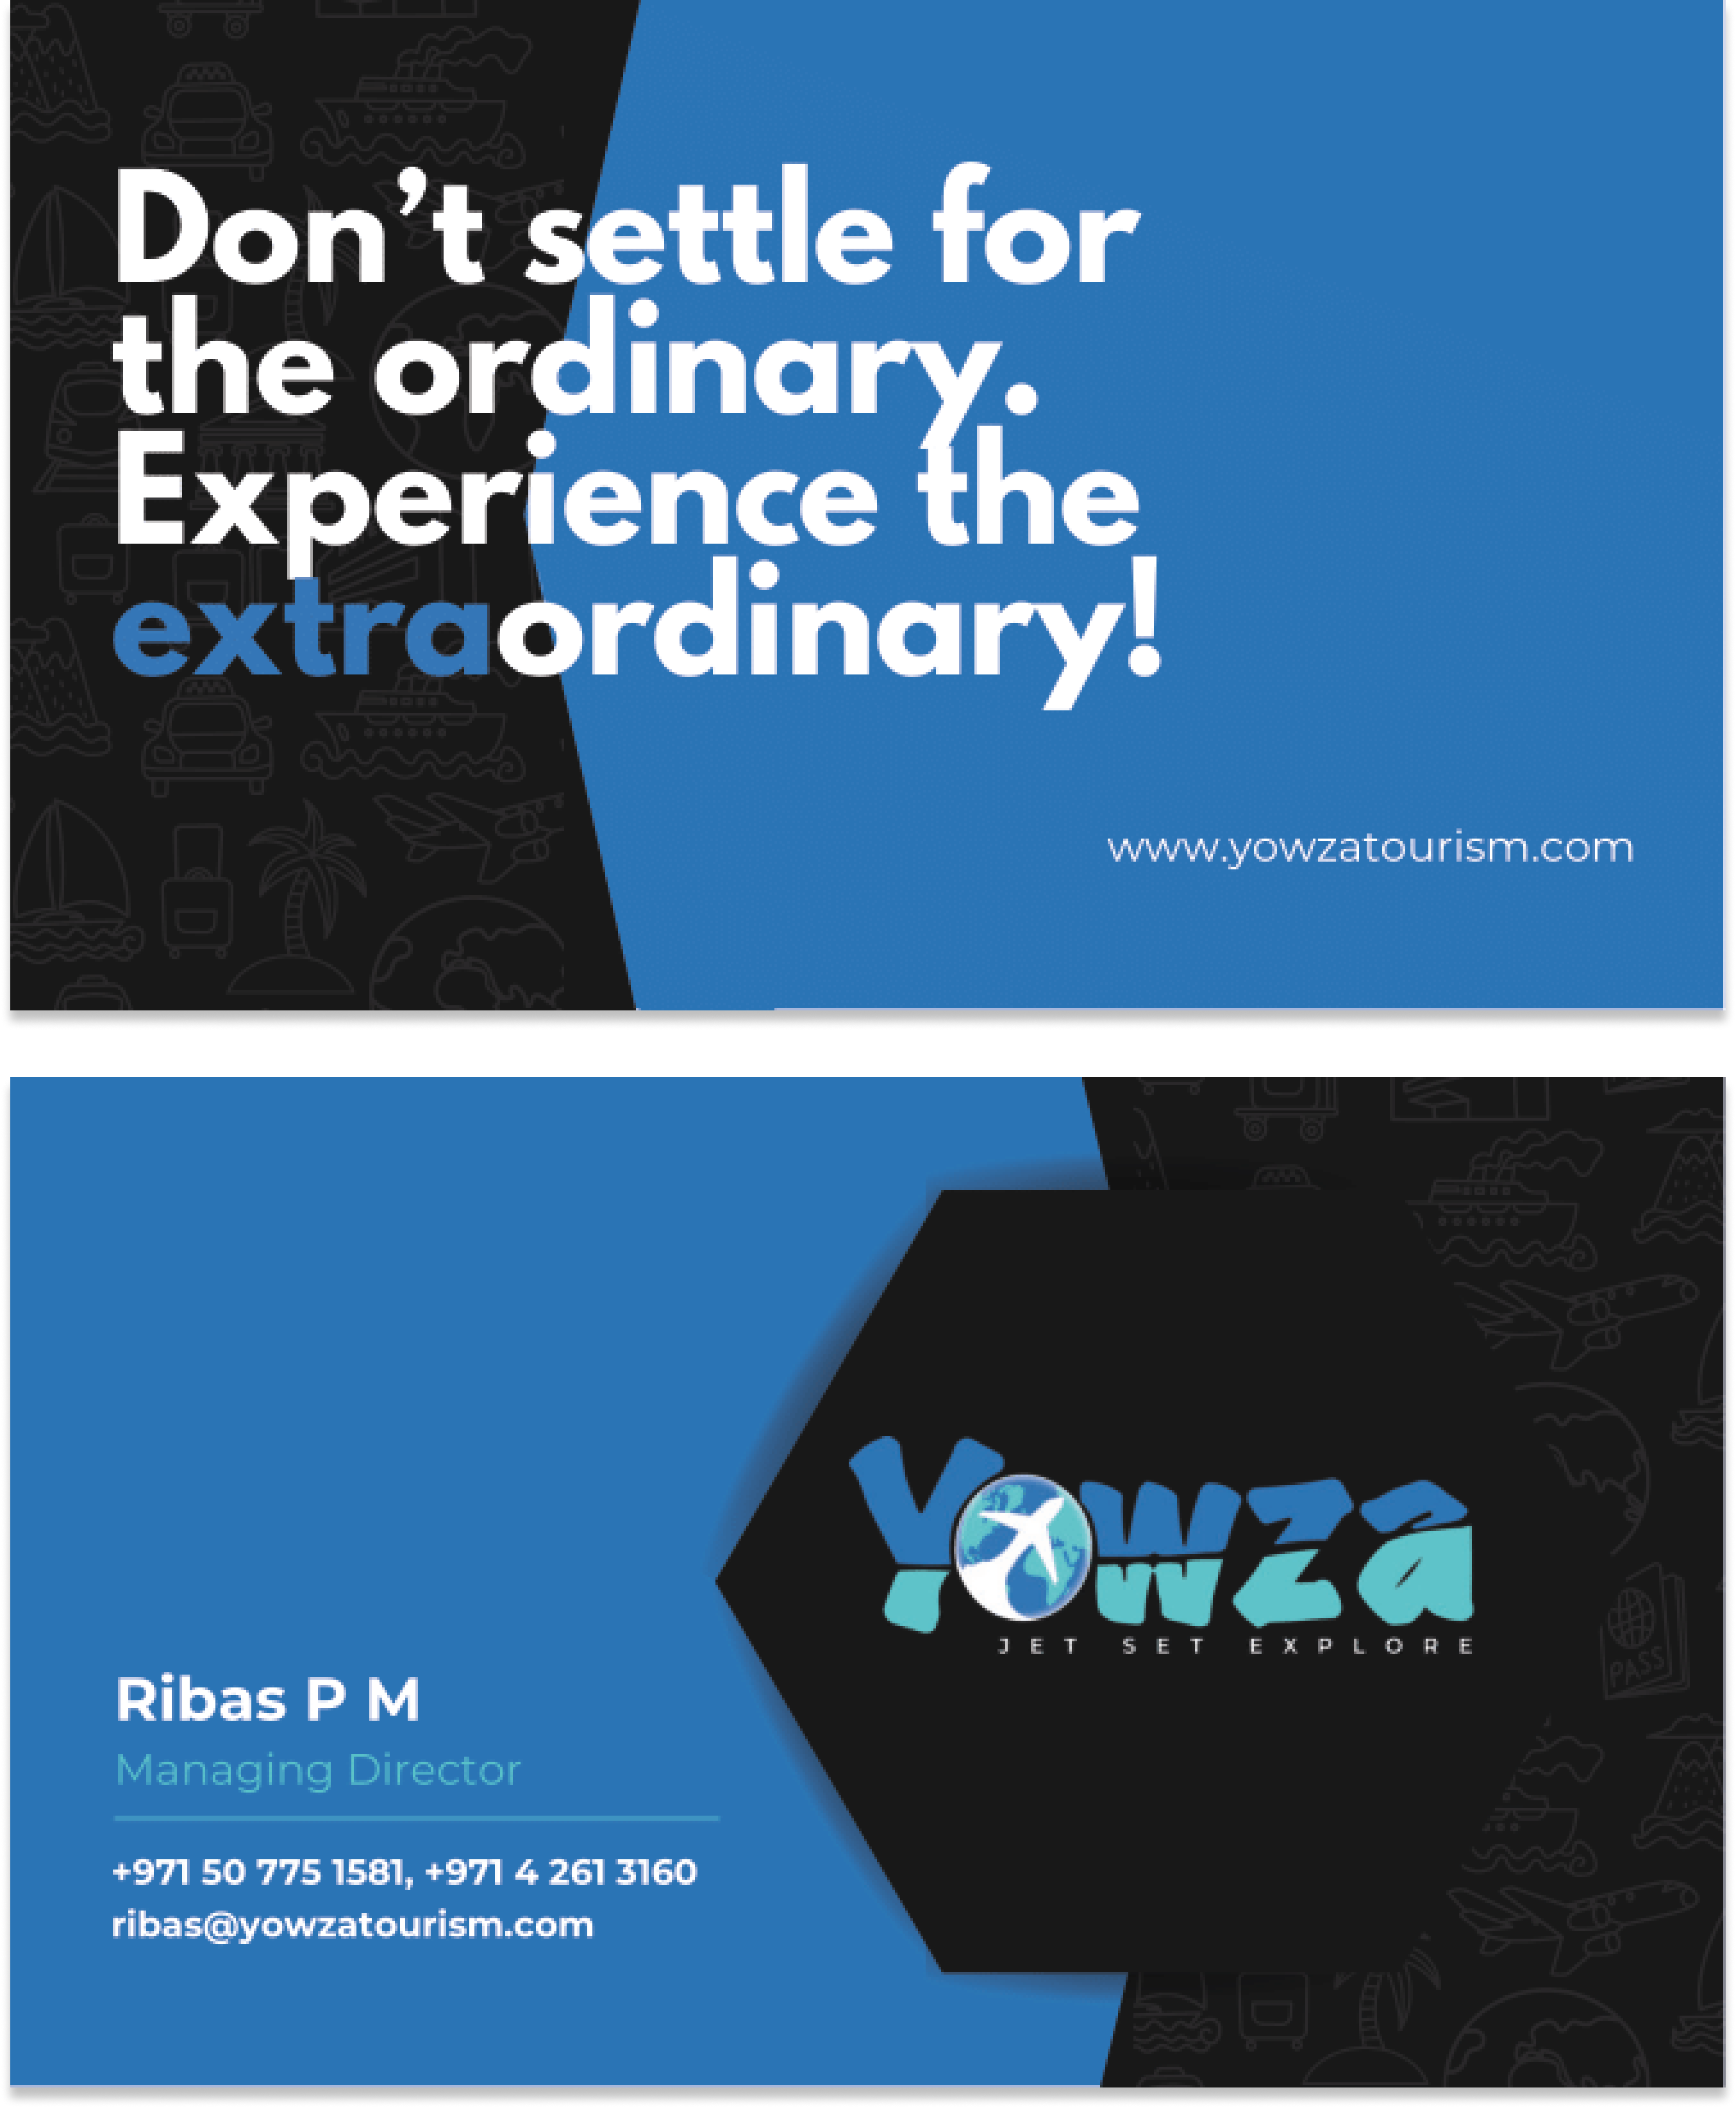 Don’t settle for
the ordinary.
Experience the
extraordinary!
www.yowzatourism.com
Yowza
JET SET EXPLORE
PASS
Ribas P M
Managing Director
+971 50 775 1581, +971 4 261 3160
ribas@yowzatourism.com